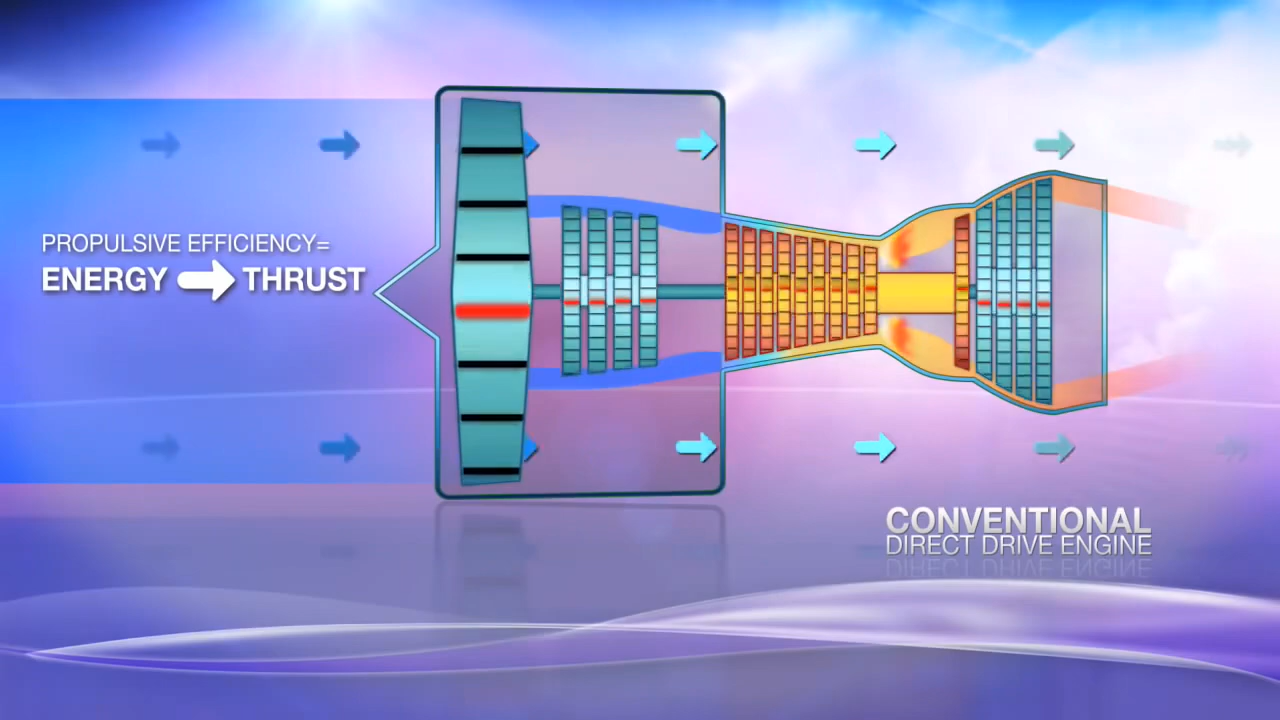 PROPULSIVE EFFICIENCY=
ENERGY THRUST
CONVENTIONAL
DIRECT DRIVE ENGINE